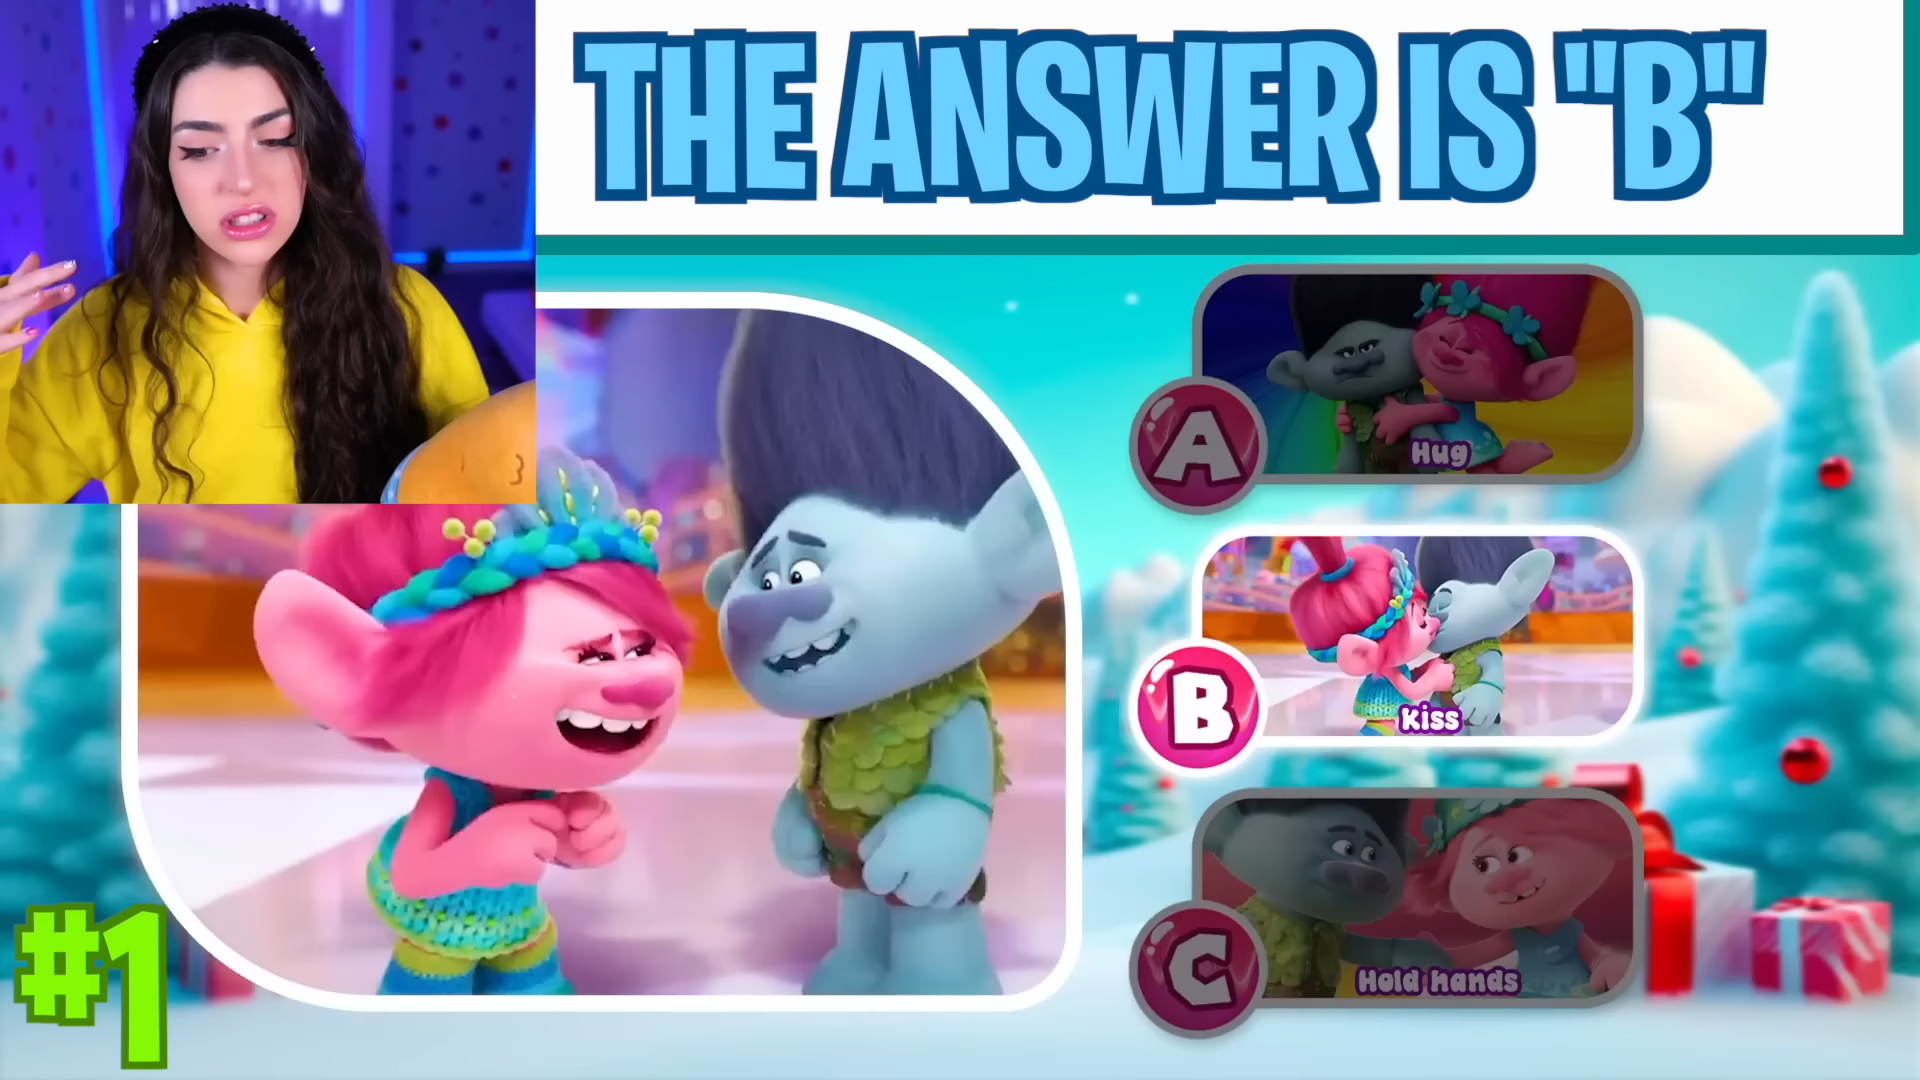 THE ANSWER IS "B"
A
Hug
B
Kiss
C
Hold hands
#1